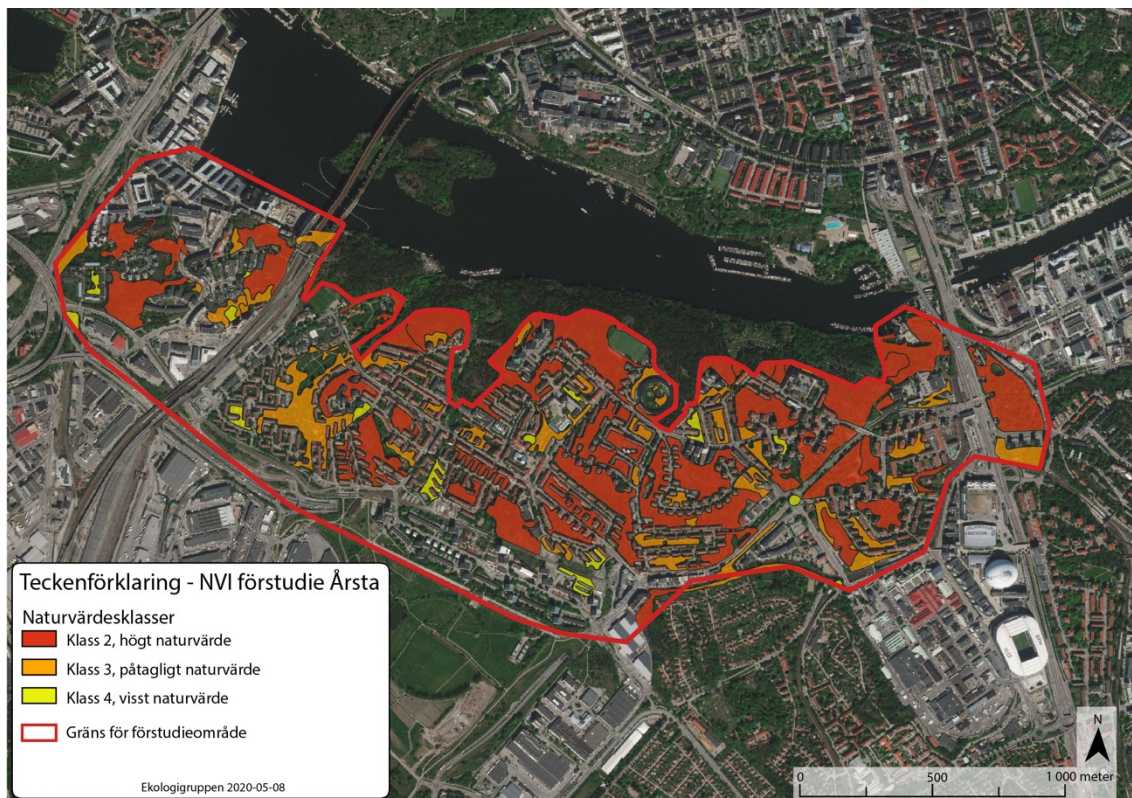 Teckenförklaring - NVI förstudie Årsta
Naturvärdesklasser
Klass 2, högt naturvärde
Klass 3, påtagligt naturvärde
Klass 4, visst naturvärde
Gräns för förstudieområde
Ekologigruppen 2020-05-08
N
0 500 1 000 meter